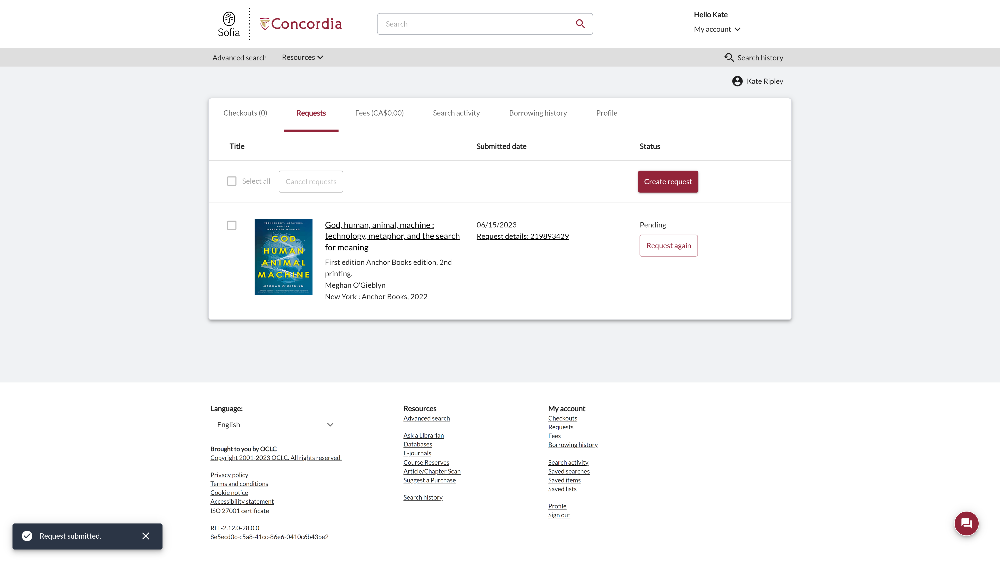 Sofia
Concordia
Search
Hello Kate
My account
Advanced search
Resources
Search history
Kate Ripley
Checkouts (0)
Requests
Fees (CA$0.00)
Search activity
Borrowing history
Profile
Title
Submitted date
Status
Select all
Cancel requests
Create request
TECHNOLOGY, METAPHOR,
AND THE
SEARCH FOR MEANING
GOD
HUMAN
ANIMAL
MACHINE
MEGHAN O'GIEBLYN
God, human, animal, machine :
technology, metaphor, and the search
for meaning
First edition Anchor Books edition, 2nd
printing.
Meghan O'Gieblyn
New York : Anchor Books, 2022
06/15/2023
Request details: 219893429
Pending
Request again
Language:
English
Brought to you by OCLC
Copyright 2001-2023 OCLC. All rights reserved.
Privacy policy
Terms and conditions
Cookie notice
Accessibility statement
ISO 27001 certificate
REL-2.12.0-28.0.0
8e5ecd0c-c5a8-41cc-86e6-0410c6b43be2
Resources
Advanced search
Ask a Librarian
Databases
E-journals
Course Reserves
Article/Chapter Scan
Suggest a Purchase
Search history
My account
Checkouts
Requests
Fees
Borrowing history
Search activity
Saved searches
Saved items
Saved lists
Profile
Sign out
Request submitted.